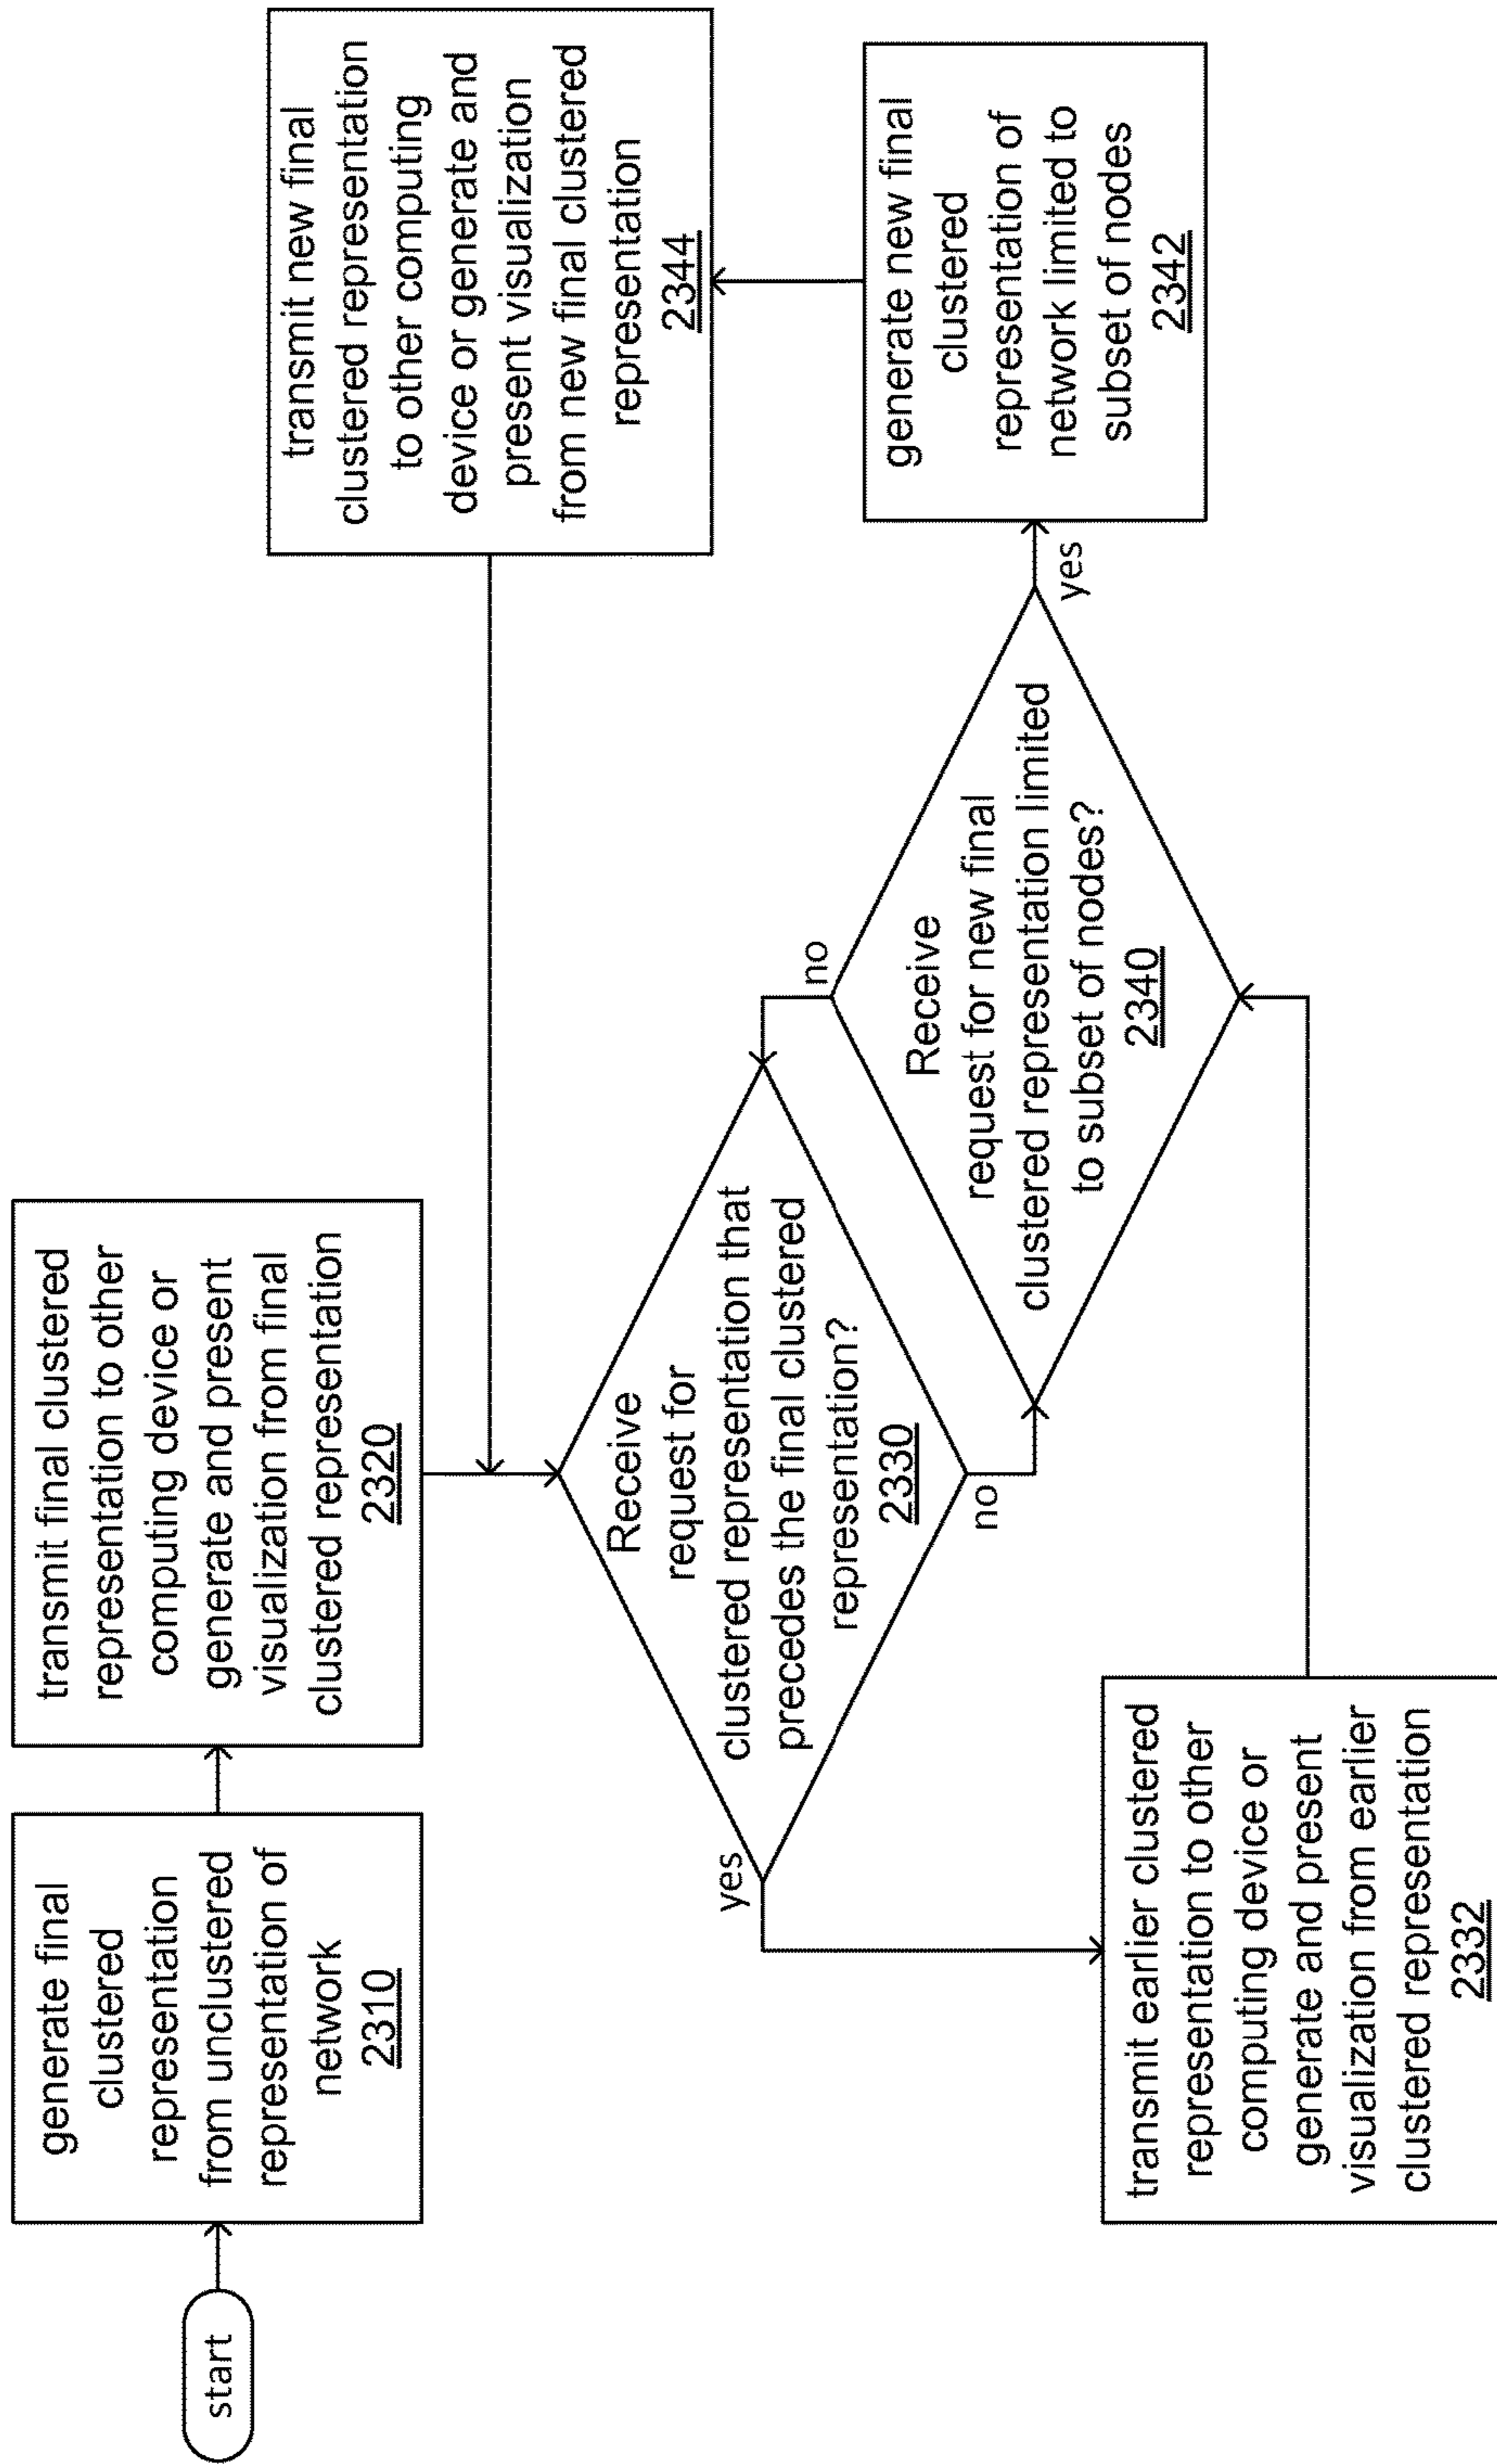 start
generate final
clustered
representation
from unclustered
representation of
network
2310
transmit final clustered
representation to other
computing device or
generate and present
visualization from final
clustered representation
2320
Receive
request for
clustered representation that
precedes the final clustered
representation?
2330
yes
no
transmit earlier clustered
representation to other
computing device or
generate and present
visualization from earlier
clustered representation
2332
Receive
request for new final
clustered representation limited
to subset of nodes?
2340
no
yes
generate new final
clustered
representation of
network limited to
subset of nodes
2342
transmit new final
clustered representation
to other computing
device or generate and
present visualization
from new final clustered
representation
2344